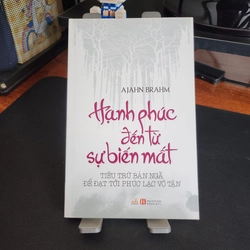 AJAHN BRAHM
Hạnh phúc
đến từ
sự biến mất
TIÊU TRỪ BẢN NGÃ
ĐỂ ĐẠT TỚI PHÚC LẠC VÔ TẬN